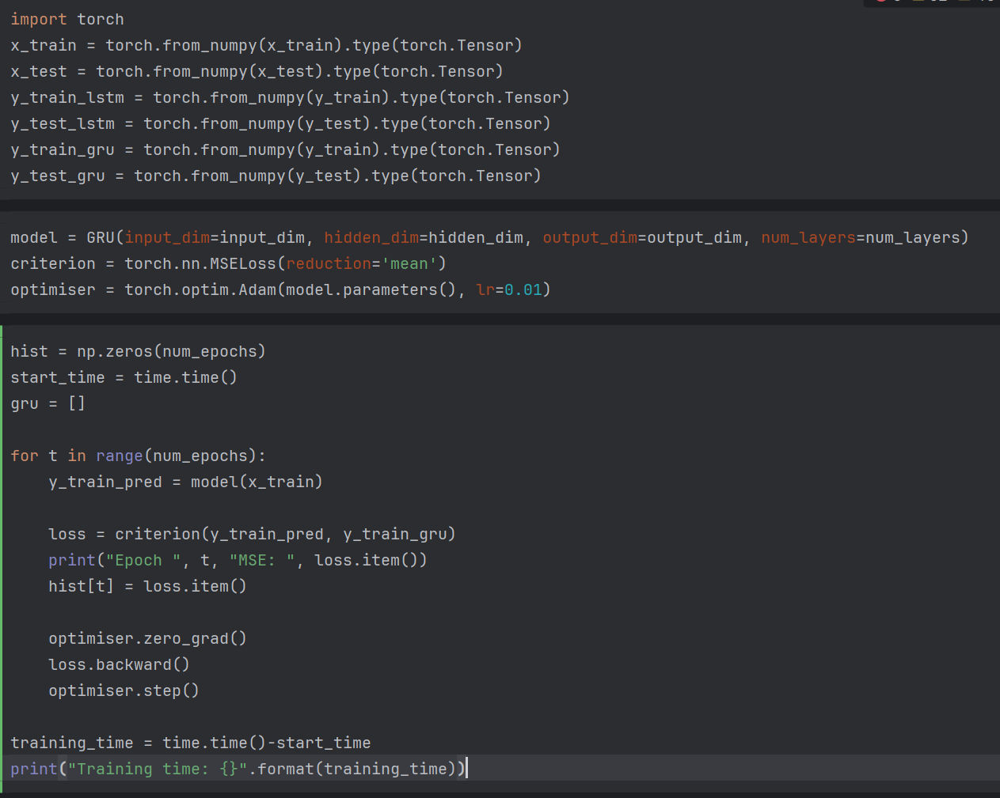 import torch
x_train = torch.from_numpy(x_train).type(torch.Tensor)
x_test = torch.from_numpy(x_test).type(torch.Tensor)
y_train_lstm = torch.from_numpy(y_train).type(torch.Tensor)
y_test_lstm = torch.from_numpy(y_test).type(torch.Tensor)
y_train_gru = torch.from_numpy(y_train).type(torch.Tensor)
y_test_gru = torch.from_numpy(y_test).type(torch.Tensor)
model = GRU(input_dim=input_dim, hidden_dim=hidden_dim, output_dim=output_dim, num_layers=num_layers)
criterion = torch.nn.MSELoss(reduction='mean')
optimiser = torch.optim.Adam(model.parameters(), lr=0.01)
hist = np.zeros(num_epochs)
start_time = time.time()
gru = []
for t in range(num_epochs):
    y_train_pred = model(x_train)
    loss = criterion(y_train_pred, y_train_gru)
    print("Epoch ", t, "MSE: ", loss.item())
    hist[t] = loss.item()
    optimiser.zero_grad()
    loss.backward()
    optimiser.step()
training_time = time.time()-start_time
print("Training time: {}".format(training_time))